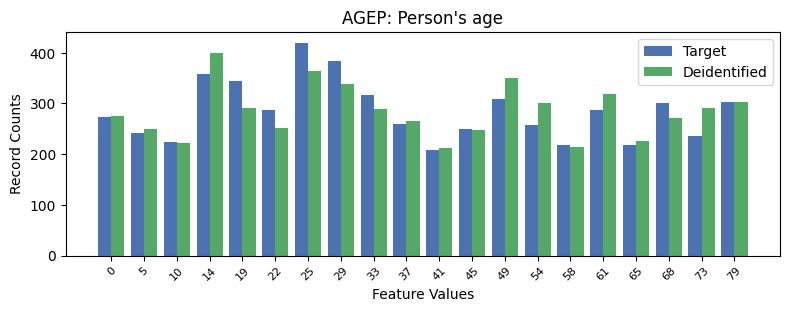 AGEP: Person's age
Target
Deidentified
Record Counts
400
300
200
100
0
0 5 10 14 19 22 25 29 33 37 41 45 49 54 58 61 65 68 73 79
Feature Values